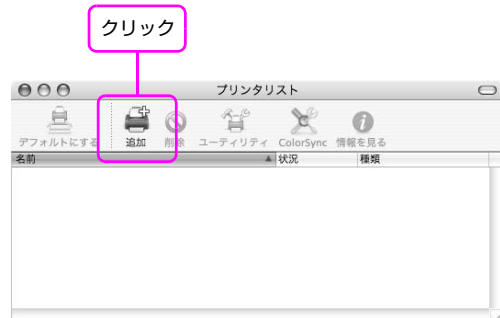 クリック
プリンタリスト
デフォルトにする 追加 削除 ユーティリティ ColorSync 情報を見る
名前 状況 種類